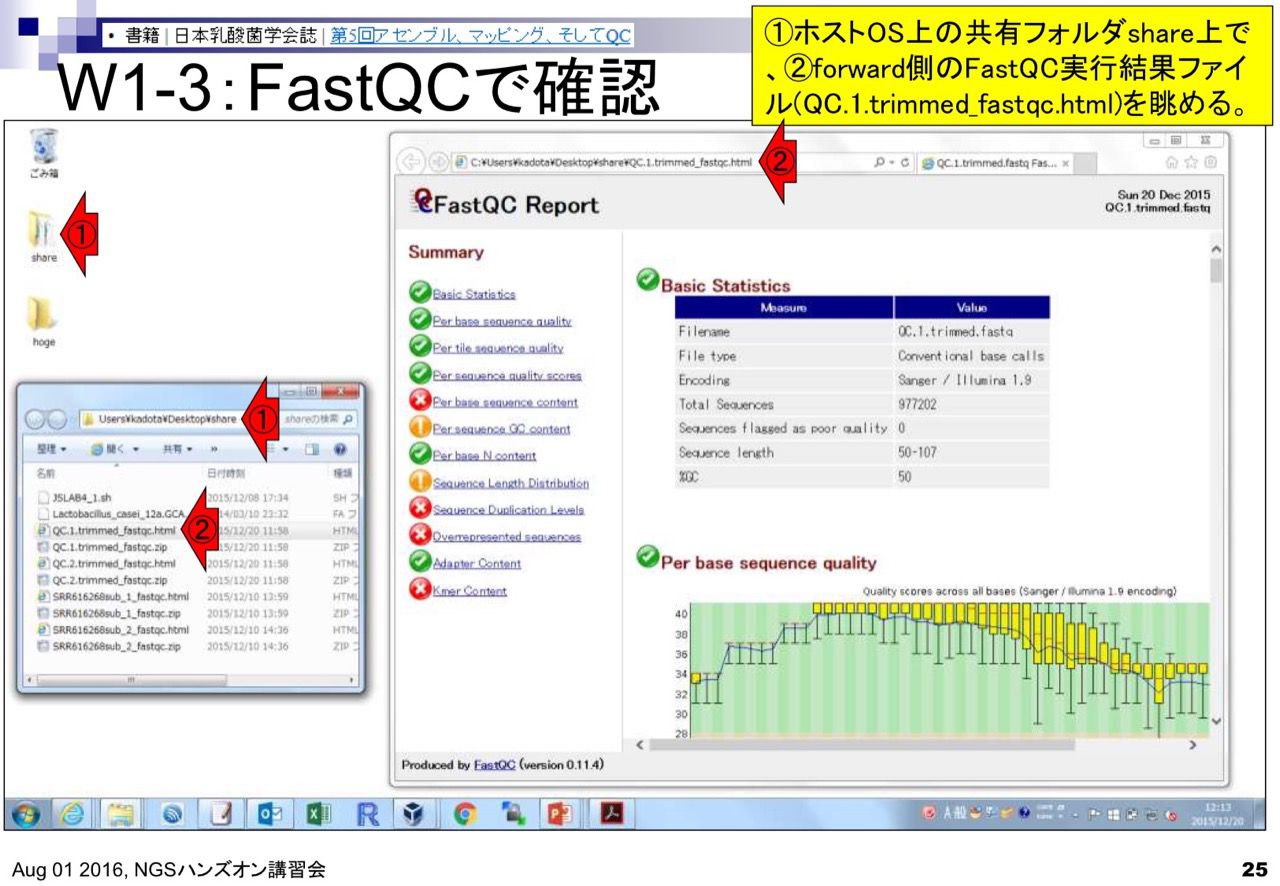 • 書籍 | 日本乳酸菌学会誌 | 第5回アセンブル、マッピング、そしてQC
W1-3：FastQCで確認
①ホストOS上の共有フォルダshare上で
、②forward側のFastQC実行結果ファイ
ル(QC.1.trimmed_fastqc.html)を眺める。
ごみ箱
①
share
hoge
C:¥Users¥kadota¥Desktop¥share¥QC.1.trimmed_fastqc.html
②
QC.1.trimmed.fastq Fas...
FastQC Report
Sun 20 Dec 2015
QC.1.trimmed.fastq
Summary
Basic Statistics
Per base sequence quality
Per tile sequence quality
Per sequence quality scores
Per base sequence content
Per sequence GC content
Per base N content
Sequence Length Distribution
Sequence Duplication Levels
Overrepresented sequences
Adapter Content
Kmer Content
Basic Statistics
Measure Value
Filename QC.1.trimmed.fastq
File type Conventional base calls
Encoding Sanger / Illumina 1.9
Total Sequences 977202
Sequences flagged as poor quality 0
Sequence length 50-107
%GC 50
Per base sequence quality
Quality scores across all bases (Sanger / Illumina 1.9 encoding)
40
38
36
34
32
30
28
Produced by FastQC (version 0.11.4)
Users¥kadota¥Desktop¥share
①
shareの検索
整理 開く 共有 »
名前 日付時刻 種類
JSLAB4_1.sh 2015/12/08 17:34 SH フ
Lactobacillus_casei_12a.GCA 14/03/10 23:32 FA フ
QC.1.trimmed_fastqc.html ② 15/12/20 11:58 HTML
QC.1.trimmed_fastqc.zip 15/12/20 11:58 ZIP フ
QC.2.trimmed_fastqc.html 2015/12/20 11:58 HTML
QC.2.trimmed_fastqc.zip 2015/12/20 11:58 ZIP フ
SRR616268sub_1_fastqc.html 2015/12/10 13:59 HTML
SRR616268sub_1_fastqc.zip 2015/12/10 13:59 ZIP フ
SRR616268sub_2_fastqc.html 2015/12/10 14:36 HTML
SRR616268sub_2_fastqc.zip 2015/12/10 14:36 ZIP フ
A 般
12:13
2015/12/20
Aug 01 2016, NGSハンズオン講習会
25